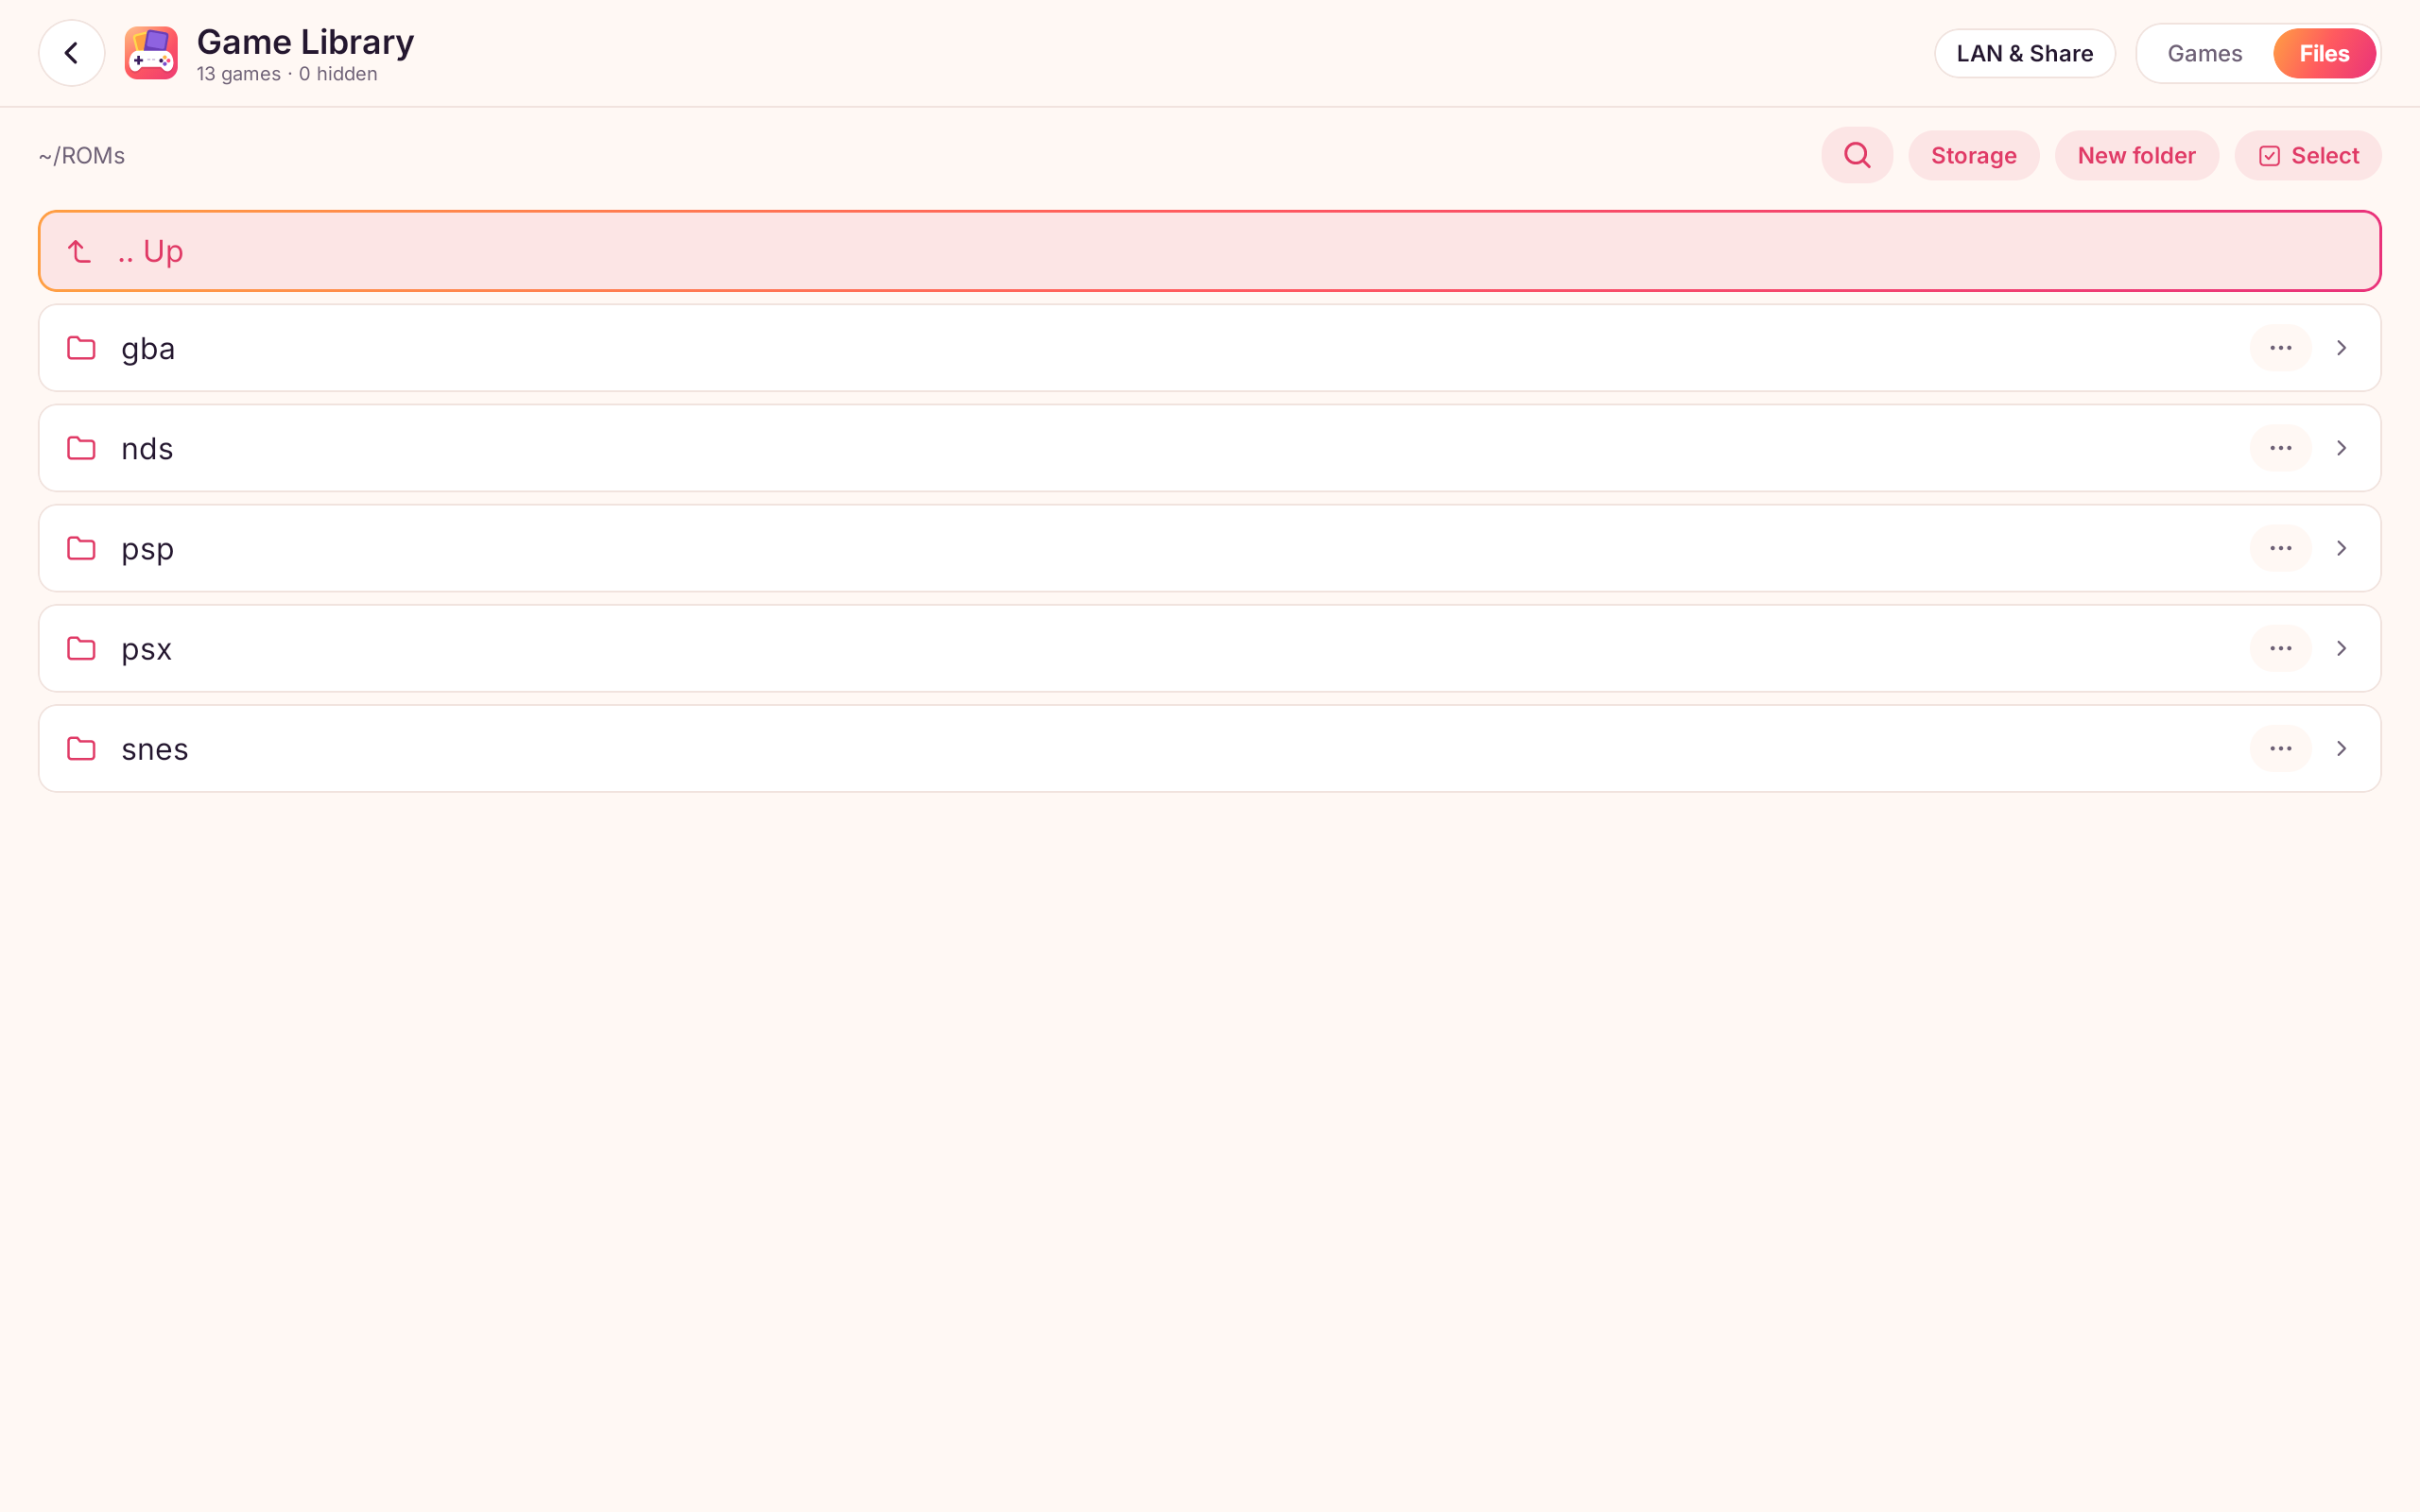 Game Library
13 games · 0 hidden
LAN & Share
Games
Files
~/ROMs
Storage
New folder
Select
.. Up
gba
nds
psp
psx
snes